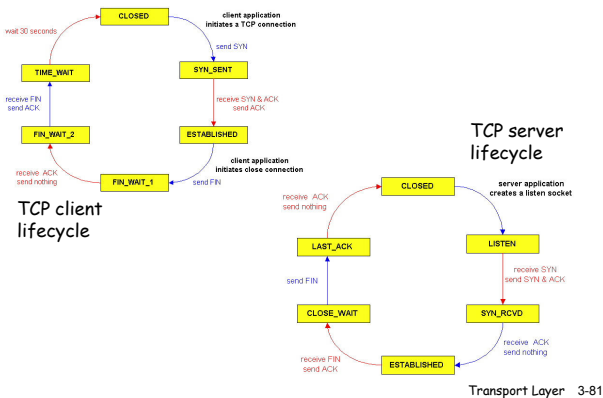 CLOSED
client application
initiates a TCP connection
wait 30 seconds
send SYN
TIME_WAIT
SYN_SENT
receive FIN
send ACK
receive SYN & ACK
send ACK
FIN_WAIT_2
ESTABLISHED
client application
initiates close connection
receive ACK
send nothing
FIN_WAIT_1
send FIN
TCP client
lifecycle
TCP server
lifecycle
CLOSED
server application
creates a listen socket
receive ACK
send nothing
LAST_ACK
LISTEN
send FIN
receive SYN
send SYN & ACK
CLOSE_WAIT
SYN_RCVD
receive ACK
send nothing
receive FIN
send ACK
ESTABLISHED
Transport Layer 3-81